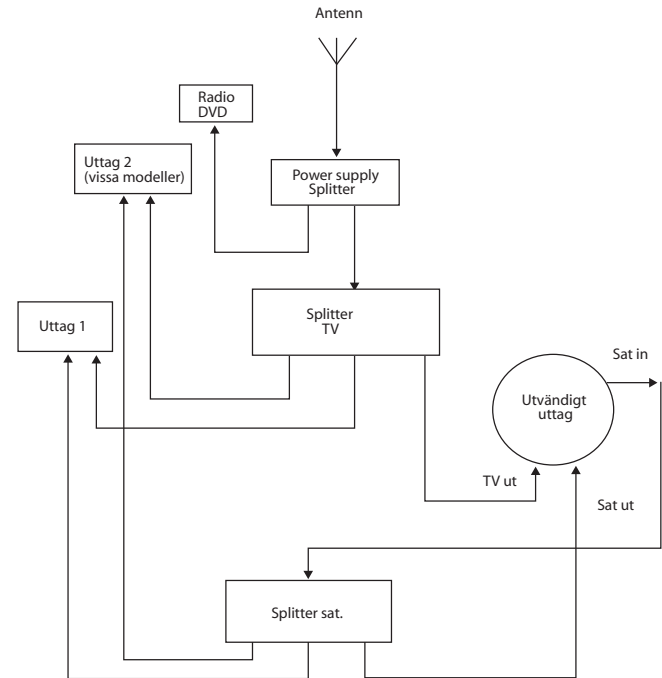 Antenn
Radio
DVD
Uttag 2
(vissa modeller)
Power supply
Splitter
Splitter
TV
Uttag 1
Sat in
Utvändigt
uttag
TV ut
Sat ut
Splitter sat.